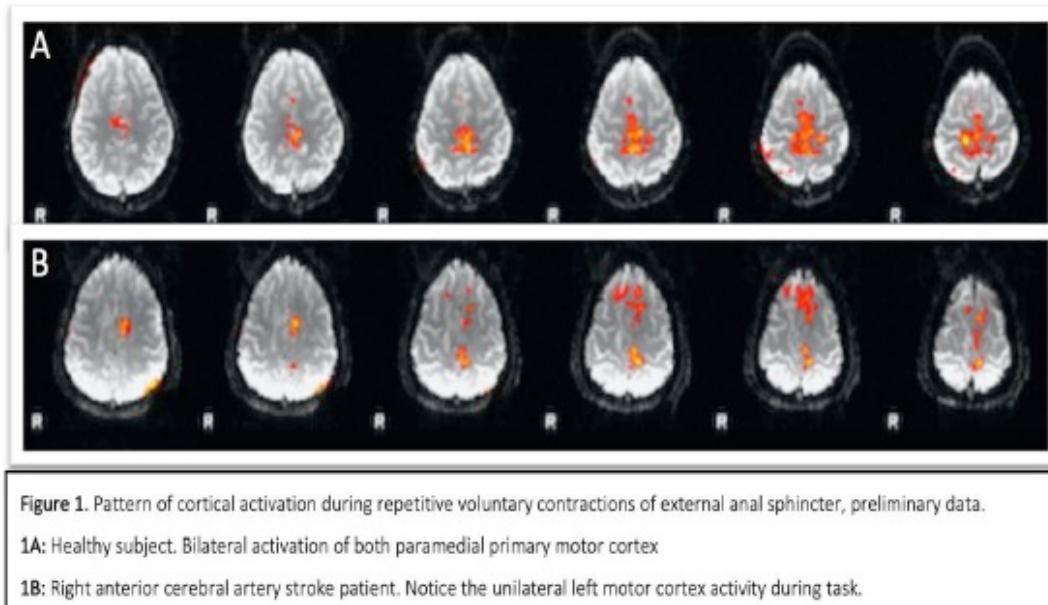 A
R R R R R R
B
R R R R R R
Figure 1. Pattern of cortical activation during repetitive voluntary contractions of external anal sphincter, preliminary data.
1A: Healthy subject. Bilateral activation of both paramedial primary motor cortex
1B: Right anterior cerebral artery stroke patient. Notice the unilateral left motor cortex activity during task.